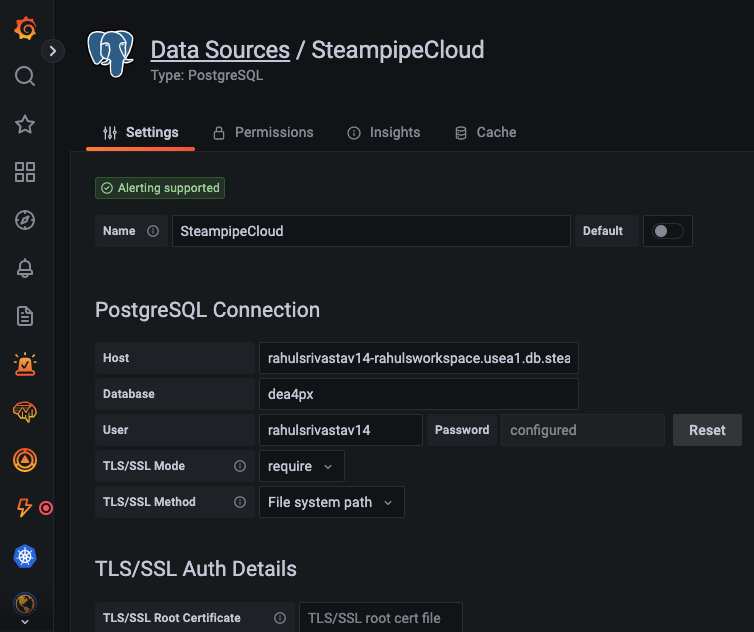 Data Sources / SteampipeCloud
Type: PostgreSQL
Settings Permissions Insights Cache
Alerting supported
Name SteampipeCloud Default
PostgreSQL Connection
Host rahulsrivastav14-rahulsworkspace.usea1.db.stea
Database dea4px
User rahulsrivastav14 Password configured Reset
TLS/SSL Mode require
TLS/SSL Method File system path
TLS/SSL Auth Details
TLS/SSL Root Certificate TLS/SSL root cert file